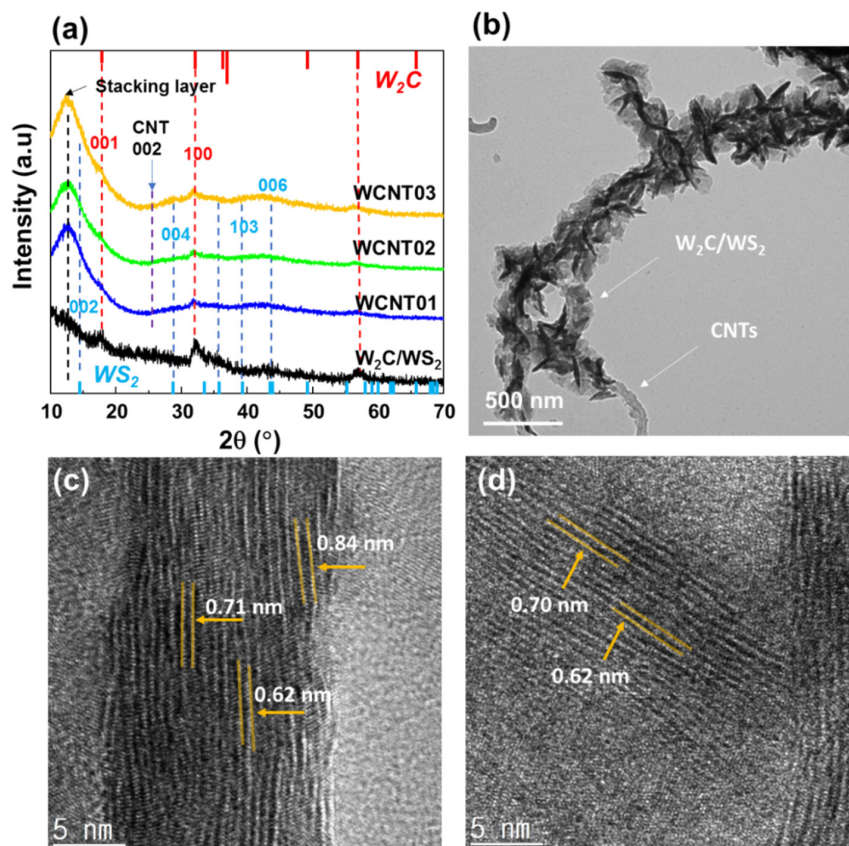 (a)
W₂C
Stacking layer
001
CNT
002
100
006
WCNT03
004
103
WCNT02
002
WCNT01
WS₂
W₂C/WS₂
Intensity (a.u)
10 20 30 40 50 60 70
2θ (°)
(b)
W₂C/WS₂
CNTs
500 nm
(c)
0.84 nm
0.71 nm
0.62 nm
5 nm
(d)
0.70 nm
0.62 nm
5 nm